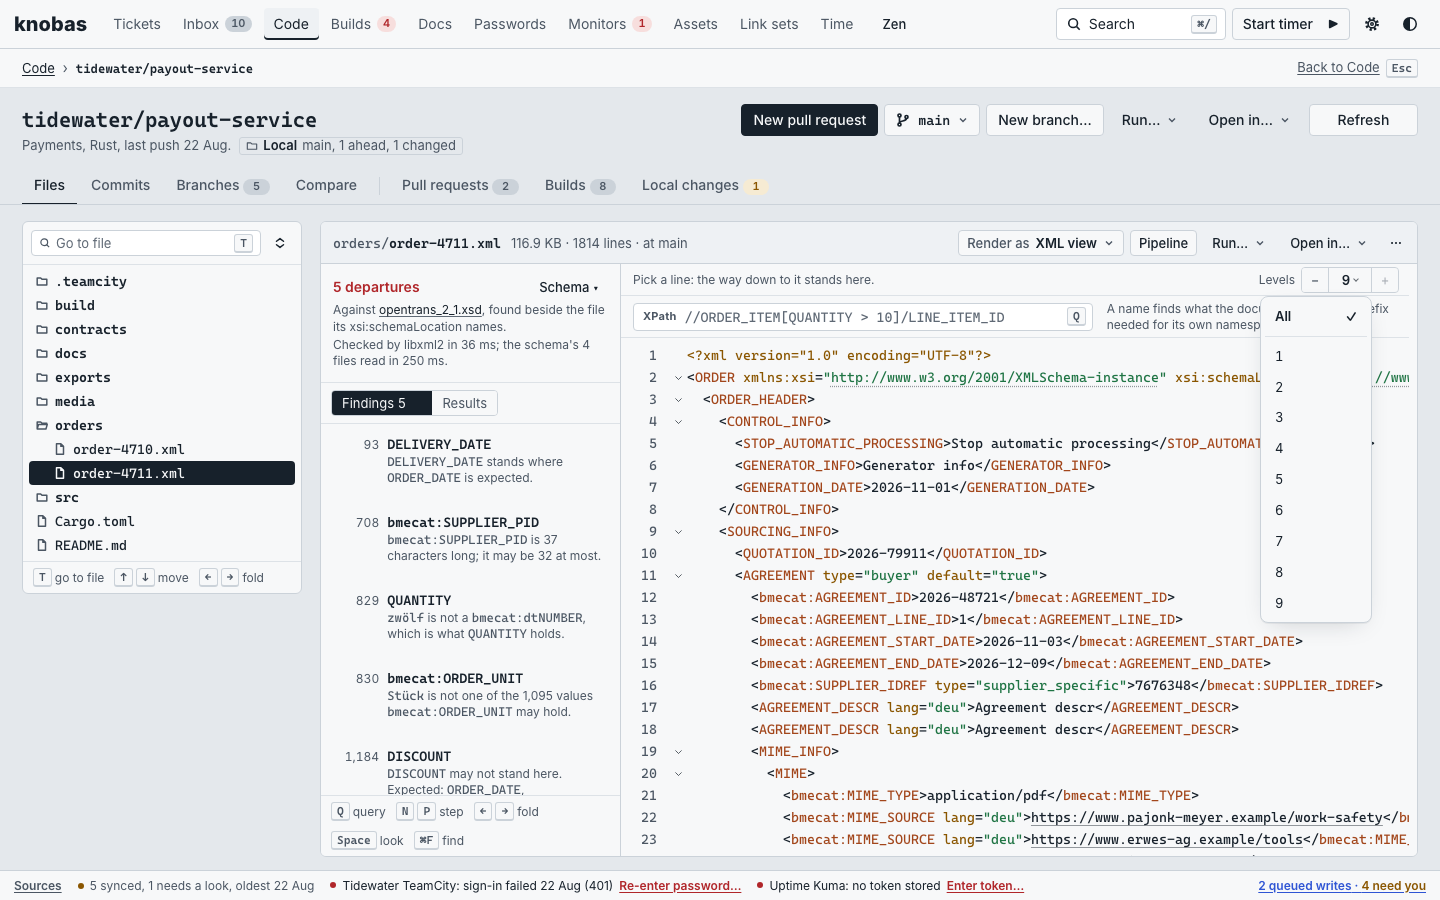 knobas Tickets Inbox 10 Code Builds 4 Docs Passwords Monitors 1 Assets Link sets Time Zen Search ⌘/ Start timer
Code › tidewater/payout-service Back to Code Esc
tidewater/payout-service New pull request main New branch... Run... Open in... Refresh
Payments, Rust, last push 22 Aug. Local main, 1 ahead, 1 changed
Files Commits Branches 5 Compare Pull requests 2 Builds 8 Local changes 1
Go to file T
.teamcity
build
contracts
docs
exports
media
orders
order-4710.xml
order-4711.xml
src
Cargo.toml
README.md
T go to file ↑ ↓ move ← → fold
orders/order-4711.xml 116.9 KB · 1814 lines · at main Render as XML view Pipeline Run... Open in... ···
5 departures Schema
Against opentrans_2_1.xsd, found beside the file
its xsi:schemaLocation names.
Checked by libxml2 in 36 ms; the schema's 4
files read in 250 ms.
Findings 5 Results
93 DELIVERY_DATE
DELIVERY_DATE stands where
ORDER_DATE is expected.
708 bmecat:SUPPLIER_PID
bmecat:SUPPLIER_PID is 37
characters long; it may be 32 at most.
829 QUANTITY
zwölf is not a bmecat:dtNUMBER,
which is what QUANTITY holds.
830 bmecat:ORDER_UNIT
Stück is not one of the 1,095 values
bmecat:ORDER_UNIT may hold.
1,184 DISCOUNT
DISCOUNT may not stand here.
Expected: ORDER_DATE,
Q query N P step ← → fold
Space look ⌘F find
Pick a line: the way down to it stands here. Levels − 9 +
XPath //ORDER_ITEM[QUANTITY > 10]/LINE_ITEM_ID Q
A name finds what the docu efix
needed for its own namesp
All
1
2
3
4
5
6
7
8
9
1 <?xml version="1.0" encoding="UTF-8"?>
2 <ORDER xmlns:xsi="http://www.w3.org/2001/XMLSchema-instance" xsi:schemaL //www
3 <ORDER_HEADER>
4 <CONTROL_INFO>
5 <STOP_AUTOMATIC_PROCESSING>Stop automatic processing</STOP_AUTOMAT >
6 <GENERATOR_INFO>Generator info</GENERATOR_INFO>
7 <GENERATION_DATE>2026-11-01</GENERATION_DATE>
8 </CONTROL_INFO>
9 <SOURCING_INFO>
10 <QUOTATION_ID>2026-79911</QUOTATION_ID>
11 <AGREEMENT type="buyer" default="true">
12 <bmecat:AGREEMENT_ID>2026-48721</bmecat:AGREEMENT_ID>
13 <bmecat:AGREEMENT_LINE_ID>1</bmecat:AGREEMENT_LINE_ID>
14 <bmecat:AGREEMENT_START_DATE>2026-11-03</bmecat:AGREEMENT_START_DATE>
15 <bmecat:AGREEMENT_END_DATE>2026-12-09</bmecat:AGREEMENT_END_DATE>
16 <bmecat:SUPPLIER_IDREF type="supplier_specific">7676348</bmecat:SUPPLIER_IDREF>
17 <AGREEMENT_DESCR lang="deu">Agreement descr</AGREEMENT_DESCR>
18 <AGREEMENT_DESCR lang="deu">Agreement descr</AGREEMENT_DESCR>
19 <MIME_INFO>
20 <MIME>
21 <bmecat:MIME_TYPE>application/pdf</bmecat:MIME_TYPE>
22 <bmecat:MIME_SOURCE lang="deu">https://www.pajonk-meyer.example/work-safety</bm
23 <bmecat:MIME_SOURCE lang="deu">https://www.erwes-ag.example/tools</bmecat:MIME_
Sources 5 synced, 1 needs a look, oldest 22 Aug Tidewater TeamCity: sign-in failed 22 Aug (401) Re-enter password... Uptime Kuma: no token stored Enter token... 2 queued writes · 4 need you